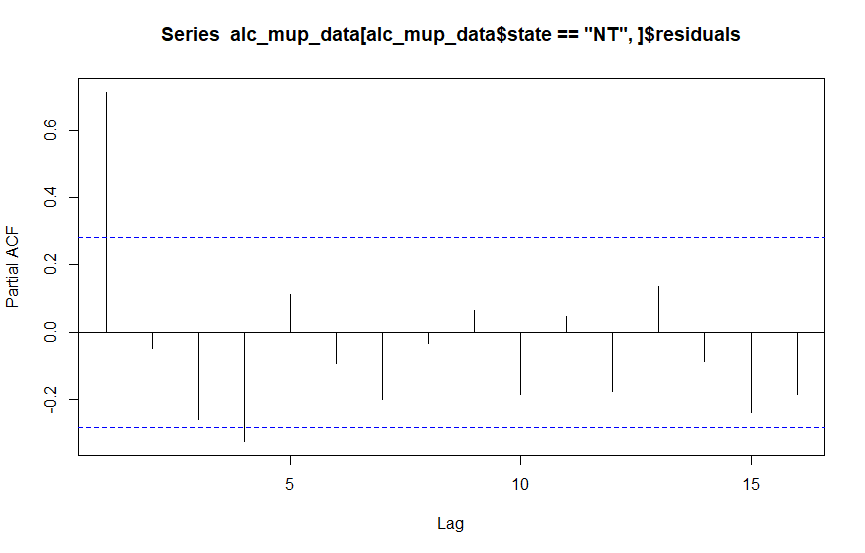 Series  alc_mup_data[alc_mup_data$state == "NT", ]$residuals
0.6
0.4
0.2
0.0
-0.2
Partial ACF
5
10
15
Lag